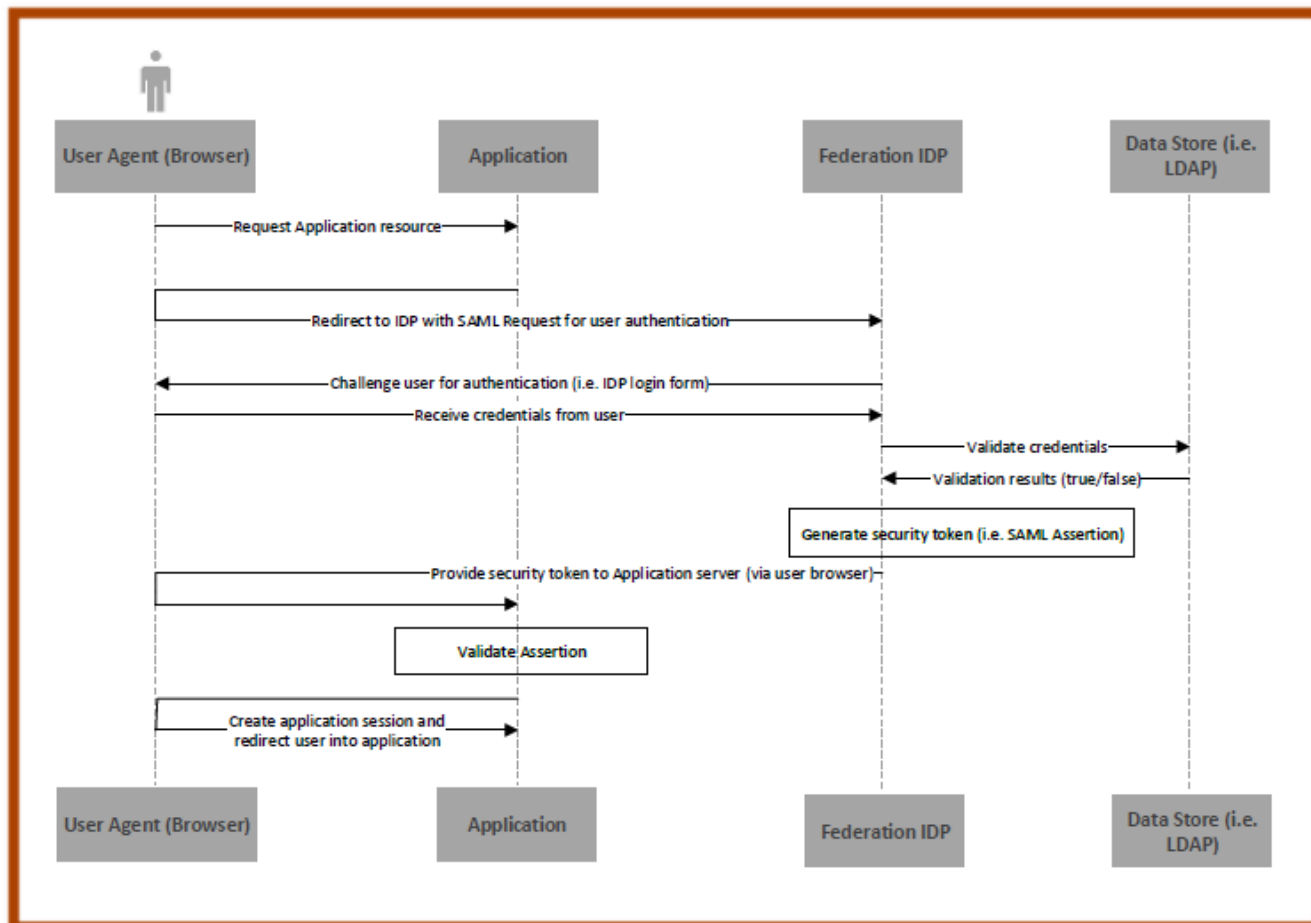 User Agent (Browser)
Application
Federation IDP
Data Store (i.e.
LDAP)
Request Application resource
Redirect to IDP with SAML Request for user authentication
Challenge user for authentication (i.e. IDP login form)
Receive credentials from user
Validate credentials
Validation results (true/false)
Generate security token (i.e. SAML Assertion)
Provide security token to Application server (via user browser)
Validate Assertion
Create application session and
redirect user into application
User Agent (Browser)
Application
Federation IDP
Data Store (i.e.
LDAP)